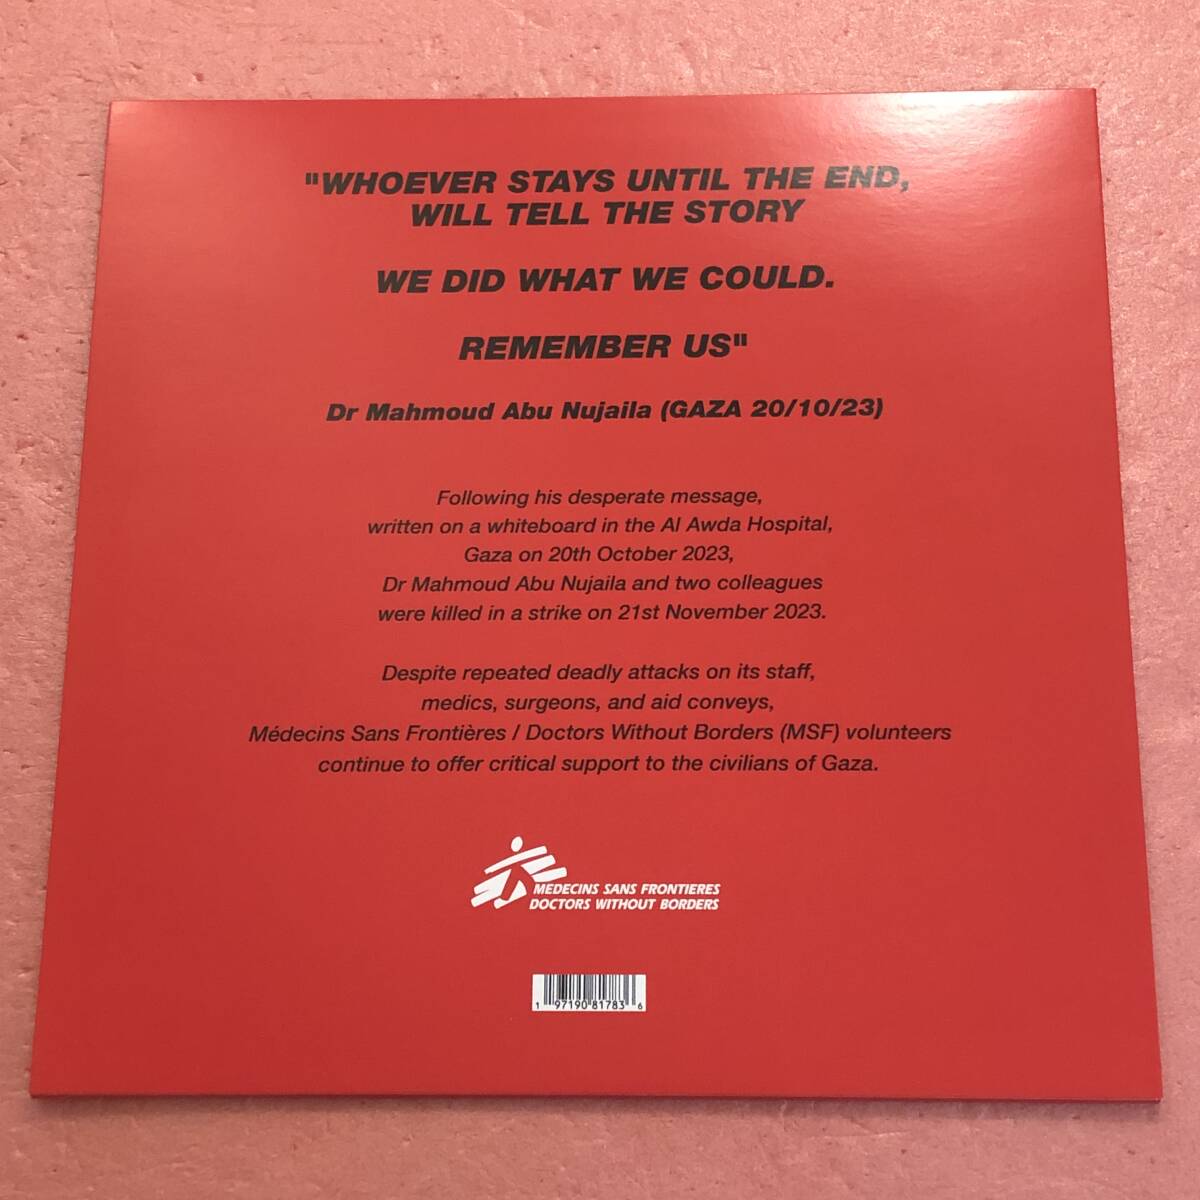 "WHOEVER STAYS UNTIL THE END,
WILL TELL THE STORY
WE DID WHAT WE COULD.
REMEMBER US"
Dr Mahmoud Abu Nujaila (GAZA 20/10/23)
Following his desperate message,
written on a whiteboard in the Al Awda Hospital,
Gaza on 20th October 2023,
Dr Mahmoud Abu Nujaila and two colleagues
were killed in a strike on 21st November 2023.
Despite repeated deadly attacks on its staff,
medics, surgeons, and aid conveys,
Médecins Sans Frontières / Doctors Without Borders (MSF) volunteers
continue to offer critical support to the civilians of Gaza.
MEDECINS SANS FRONTIERES
DOCTORS WITHOUT BORDERS
1 97190 81783 6